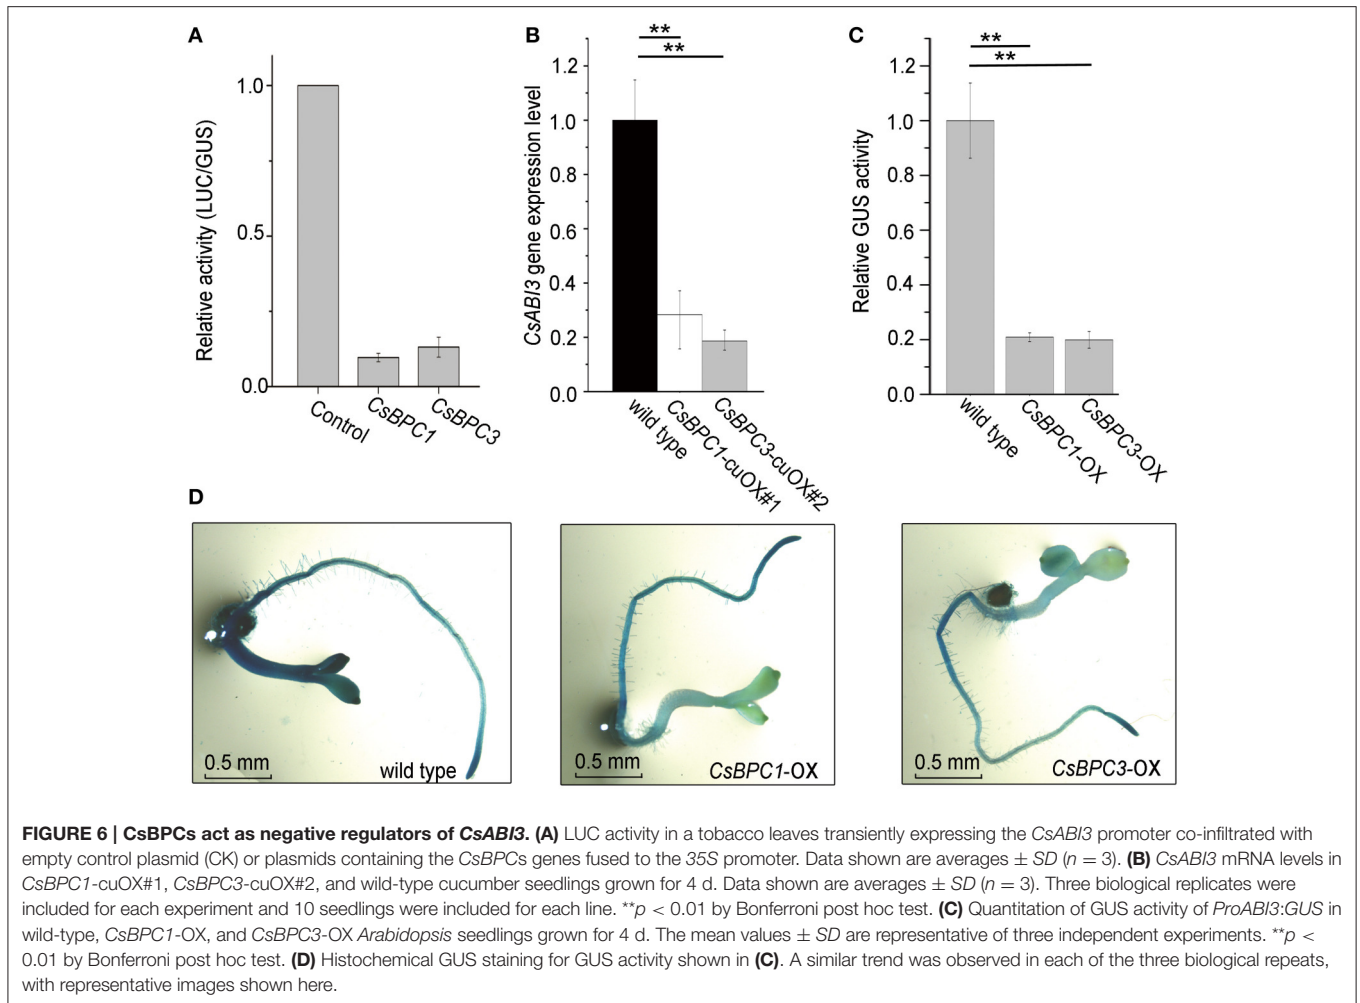 A
Relative activity (LUC/GUS)
1.0
0.5
0.0
Control
CsBPC1
CsBPC3
B
**
**
CsABI3 gene expression level
1.2
1.0
0.8
0.6
0.4
0.2
0.0
wild type
CsBPC1-cuOX#1
CsBPC3-cuOX#2
C
**
**
Relative GUS activity
1.2
1.0
0.8
0.6
0.4
0.2
0.0
wild type
CsBPC1-OX
CsBPC3-OX
D
0.5 mm
wild type
0.5 mm
CsBPC1-OX
0.5 mm
CsBPC3-OX
FIGURE 6 | CsBPCs act as negative regulators of CsABI3. (A) LUC activity in a tobacco leaves transiently expressing the CsABI3 promoter co-infiltrated with
empty control plasmid (CK) or plasmids containing the CsBPCs genes fused to the 35S promoter. Data shown are averages ± SD (n = 3). (B) CsABI3 mRNA levels in
CsBPC1-cuOX#1, CsBPC3-cuOX#2, and wild-type cucumber seedlings grown for 4 d. Data shown are averages ± SD (n = 3). Three biological replicates were
included for each experiment and 10 seedlings were included for each line. **p < 0.01 by Bonferroni post hoc test. (C) Quantitation of GUS activity of ProABI3:GUS in
wild-type, CsBPC1-OX, and CsBPC3-OX Arabidopsis seedlings grown for 4 d. The mean values ± SD are representative of three independent experiments. **p <
0.01 by Bonferroni post hoc test. (D) Histochemical GUS staining for GUS activity shown in (C). A similar trend was observed in each of the three biological repeats,
with representative images shown here.